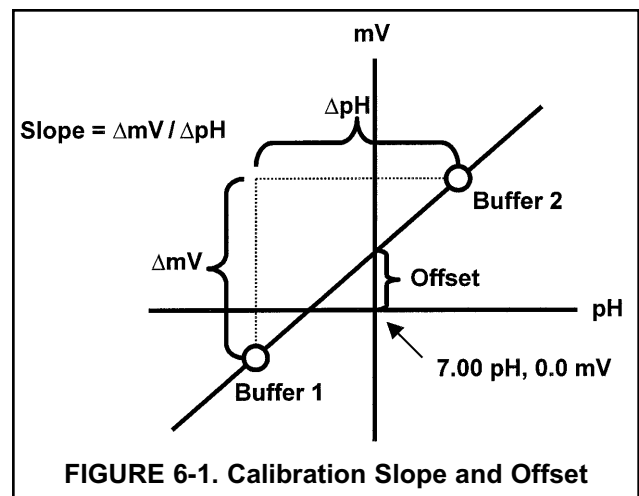 mV
ΔpH
Slope = ΔmV / ΔpH
Buffer 2
ΔmV
Offset
pH
7.00 pH, 0.0 mV
Buffer 1
FIGURE 6-1. Calibration Slope and Offset